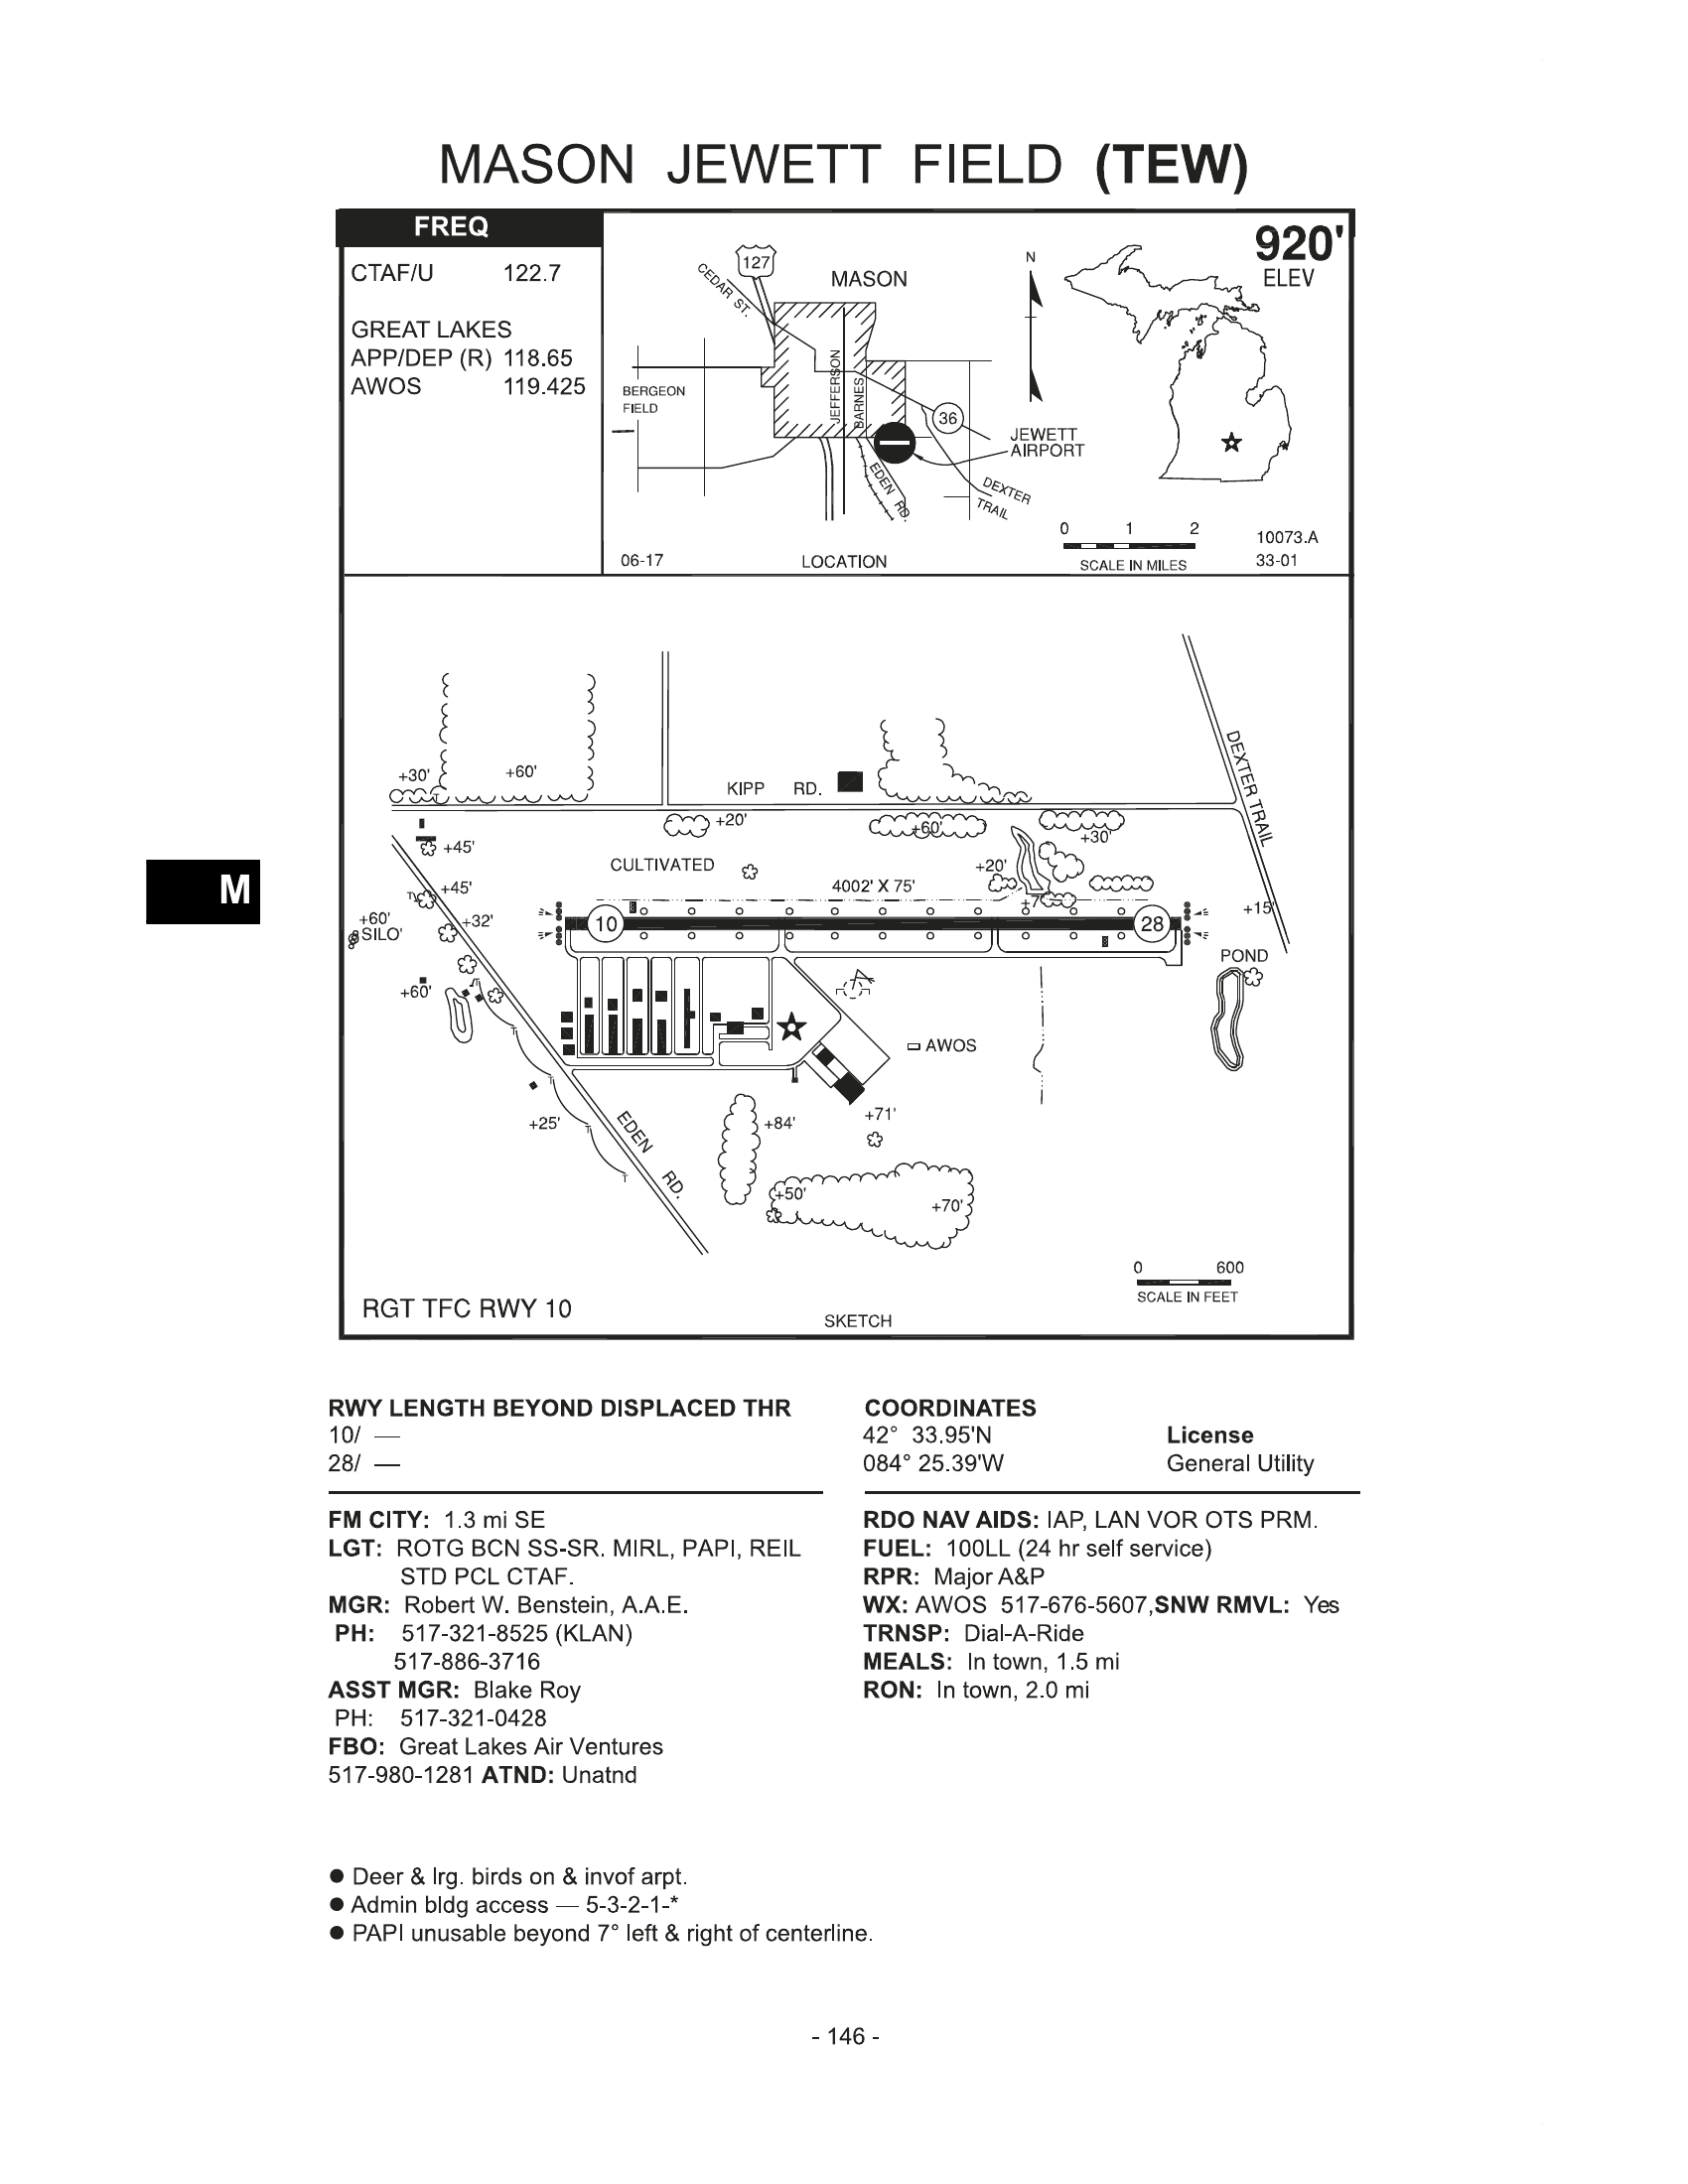 MASON JEWETT FIELD (TEW)
FREQ
CTAF/U 122.7
GREAT LAKES
APP/DEP (R) 118.65
AWOS 119.425
920'
ELEV
127
CEDAR ST.
MASON
N
BERGEON
FIELD
JEFFERSON
BARNES
36
JEWETT
AIRPORT
EDEN RD.
DEXTER
TRAIL
0 1 2
SCALE IN MILES
10073.A
33-01
06-17
LOCATION
DEXTER TRAIL
+30'
+60'
KIPP RD.
+20'
+60'
+30'
+45'
CULTIVATED
+20'
+45'
4002' X 75'
+7
+15'
+60'
SILO'
+32'
10
28
POND
+60'
AWOS
+25'
EDEN RD.
+84'
+71'
+50'
+70'
0 600
SCALE IN FEET
RGT TFC RWY 10
SKETCH
M
RWY LENGTH BEYOND DISPLACED THR
10/ —
28/ —
COORDINATES
42° 33.95'N
084° 25.39'W
License
General Utility
FM CITY: 1.3 mi SE
LGT: ROTG BCN SS-SR. MIRL, PAPI, REIL
STD PCL CTAF.
MGR: Robert W. Benstein, A.A.E.
PH: 517-321-8525 (KLAN)
517-886-3716
ASST MGR: Blake Roy
PH: 517-321-0428
FBO: Great Lakes Air Ventures
517-980-1281 ATND: Unatnd
RDO NAV AIDS: IAP, LAN VOR OTS PRM.
FUEL: 100LL (24 hr self service)
RPR: Major A&P
WX: AWOS 517-676-5607,SNW RMVL: Yes
TRNSP: Dial-A-Ride
MEALS: In town, 1.5 mi
RON: In town, 2.0 mi
● Deer & lrg. birds on & invof arpt.
● Admin bldg access — 5-3-2-1-*
● PAPI unusable beyond 7° left & right of centerline.
- 146 -